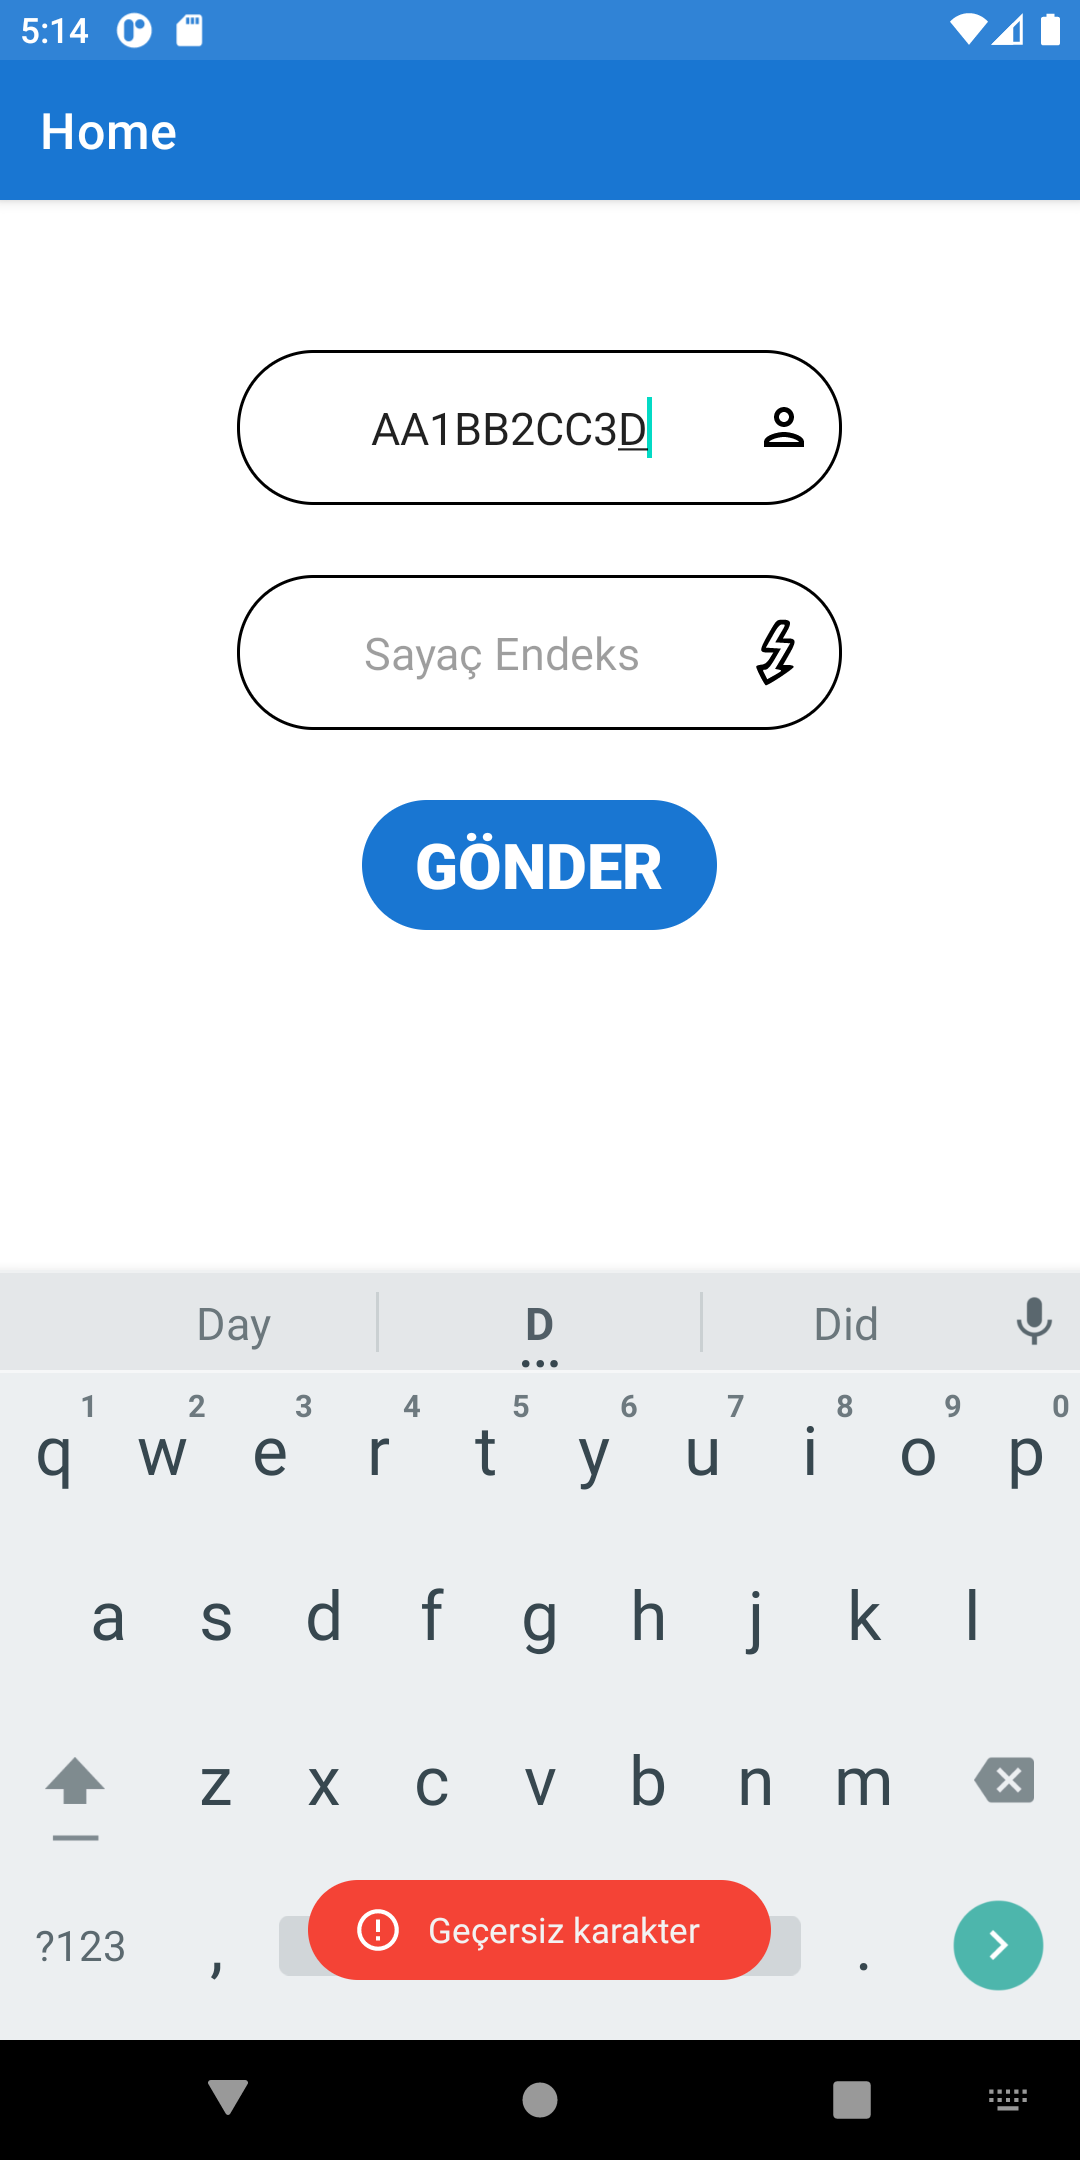 5:14
Home
AA1BB2CC3D
Sayaç Endeks
GÖNDER
Day D Did
1 2 3 4 5 6 7 8 9 0
q w e r t y u i o p
a s d f g h j k l
z x c v b n m
?123 , .
Geçersiz karakter